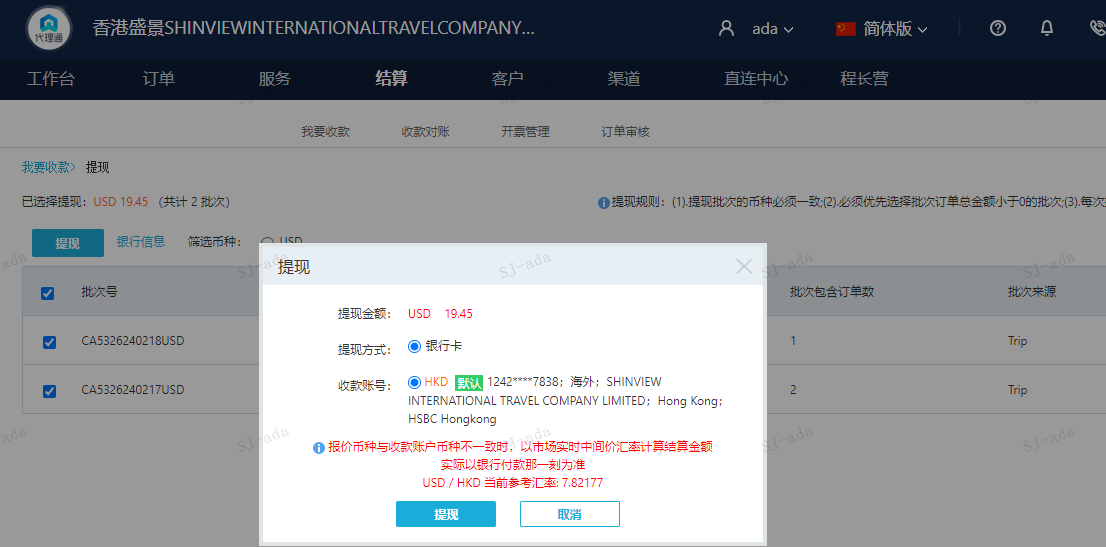 代理通
香港盛景SHINVIEWINTERNATIONALTRAVELCOMPANY...
ada
简体版
工作台 订单 服务 结算 客户 渠道 直连中心 程长营
我要收款 收款对账 开票管理 订单审核
我要收款> 提现
已选择提现: USD 19.45 (共计 2 批次)
提现规则: (1).提现批次的币种必须一致;(2).必须优先选择批次订单总金额小于0的批次;(3).每次
提现 银行信息 筛选币种: USD
批次号 批次包含订单数 批次来源
CA5326240218USD 1 Trip
CA5326240217USD 2 Trip
提现
提现金额: USD 19.45
提现方式: 银行卡
收款账号: HKD 默认 1242****7838; 海外; SHINVIEW
INTERNATIONAL TRAVEL COMPANY LIMITED; Hong Kong;
HSBC Hongkong
报价币种与收款账户币种不一致时, 以市场实时中间价汇率计算结算金额
实际以银行付款那一刻为准
USD / HKD 当前参考汇率: 7.82177
提现 取消
SJ-ada
SJ-ada
SJ-ada
SJ-ada
SJ-ada
SJ-ada